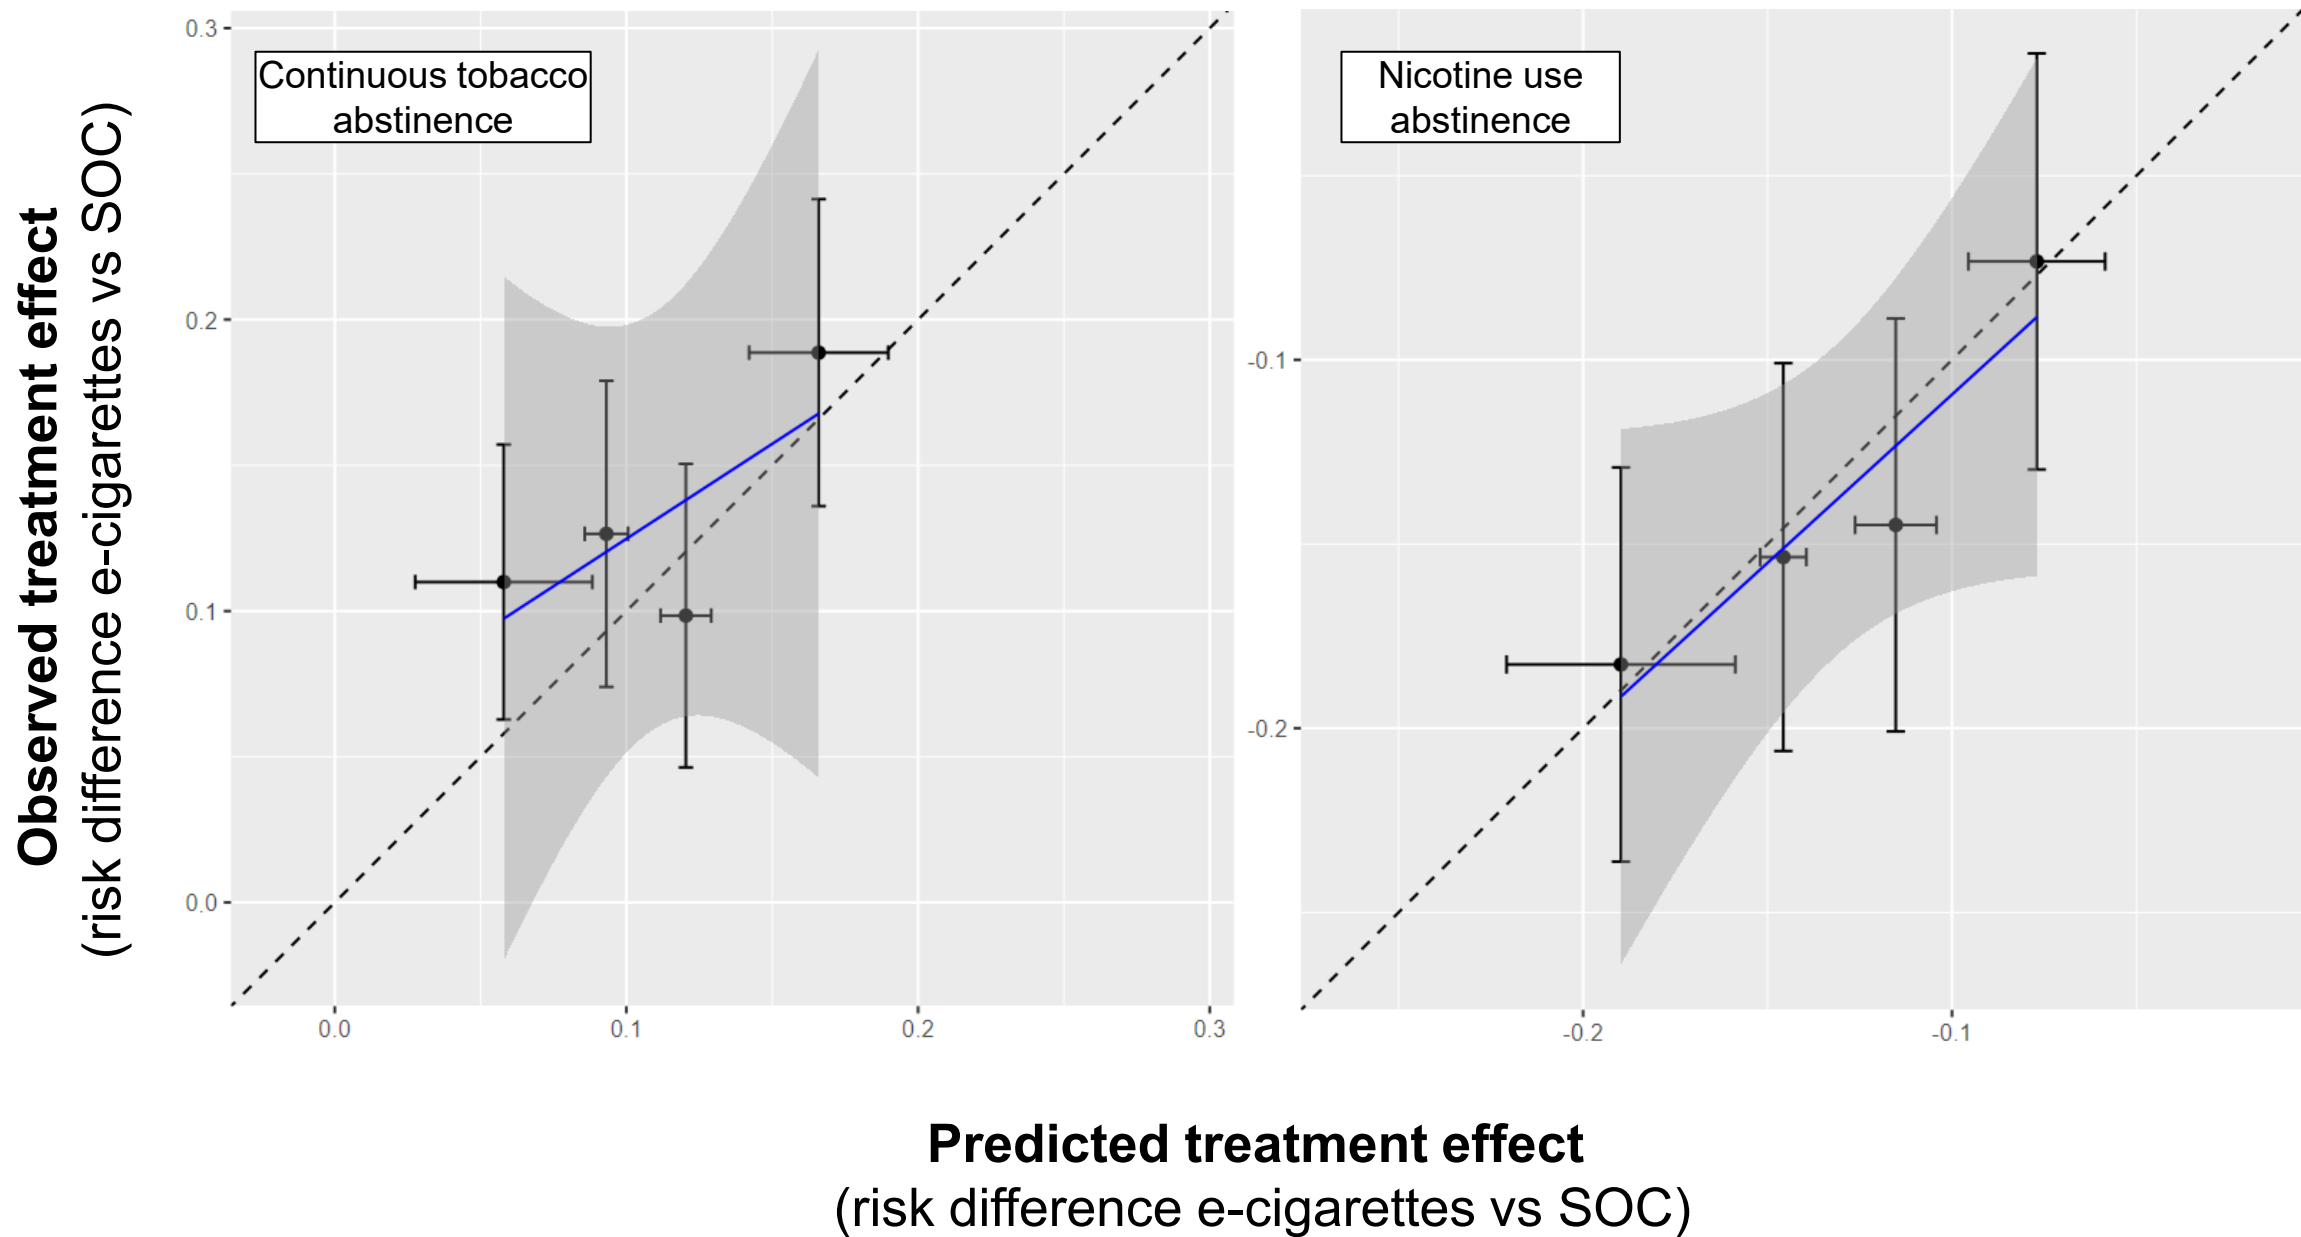 Observed treatment effect
(risk difference e-cigarettes vs SOC)
Continuous tobacco
abstinence
0.3
0.2
0.1
0.0
0.0
0.1
0.2
0.3
Nicotine use
abstinence
-0.1
-0.2
-0.2
-0.1
Predicted treatment effect
(risk difference e-cigarettes vs SOC)